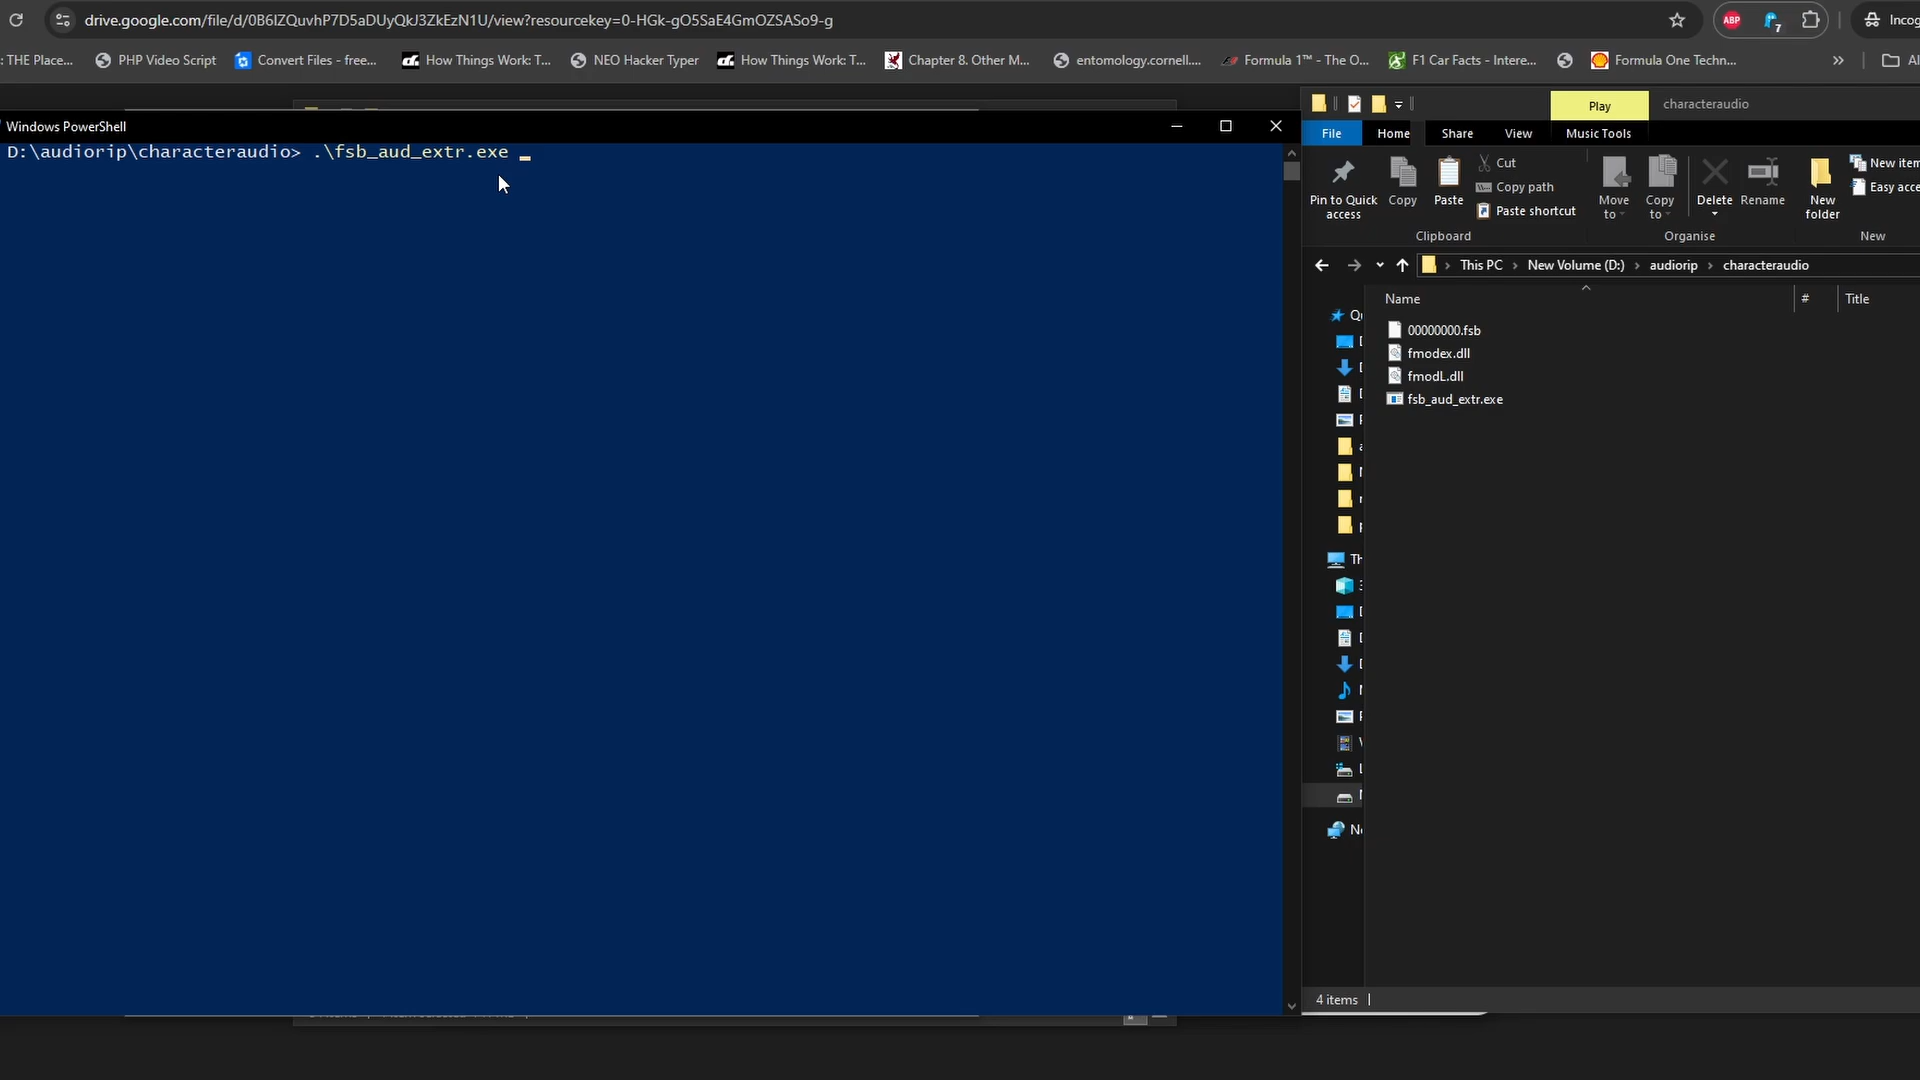 drive.google.com/file/d/0B6IZQuvhP7D5aDUyQkJ3ZkEzN1U/view?resourcekey=0-HGk-gO5SaE4GmOZSASo9-g
ABP
7
Incog
: THE Place...
PHP Video Script
Convert Files - free...
How Things Work: T...
NEO Hacker Typer
How Things Work: T...
Chapter 8. Other M...
entomology.cornell....
Formula 1™ - The O...
F1 Car Facts - Intere...
Formula One Techn...
»
Al
Windows PowerShell
D:\audiorip\characteraudio> .\fsb_aud_extr.exe _
Play
characteraudio
File
Home
Share
View
Music Tools
Pin to Quick access
Copy
Paste
Cut
Copy path
Paste shortcut
Clipboard
Move to
Copy to
Delete
Rename
Organise
New folder
New item
Easy acce
New
This PC
New Volume (D:)
audiorip
characteraudio
Name
#
Title
00000000.fsb
fmodex.dll
fmodL.dll
fsb_aud_extr.exe
4 items